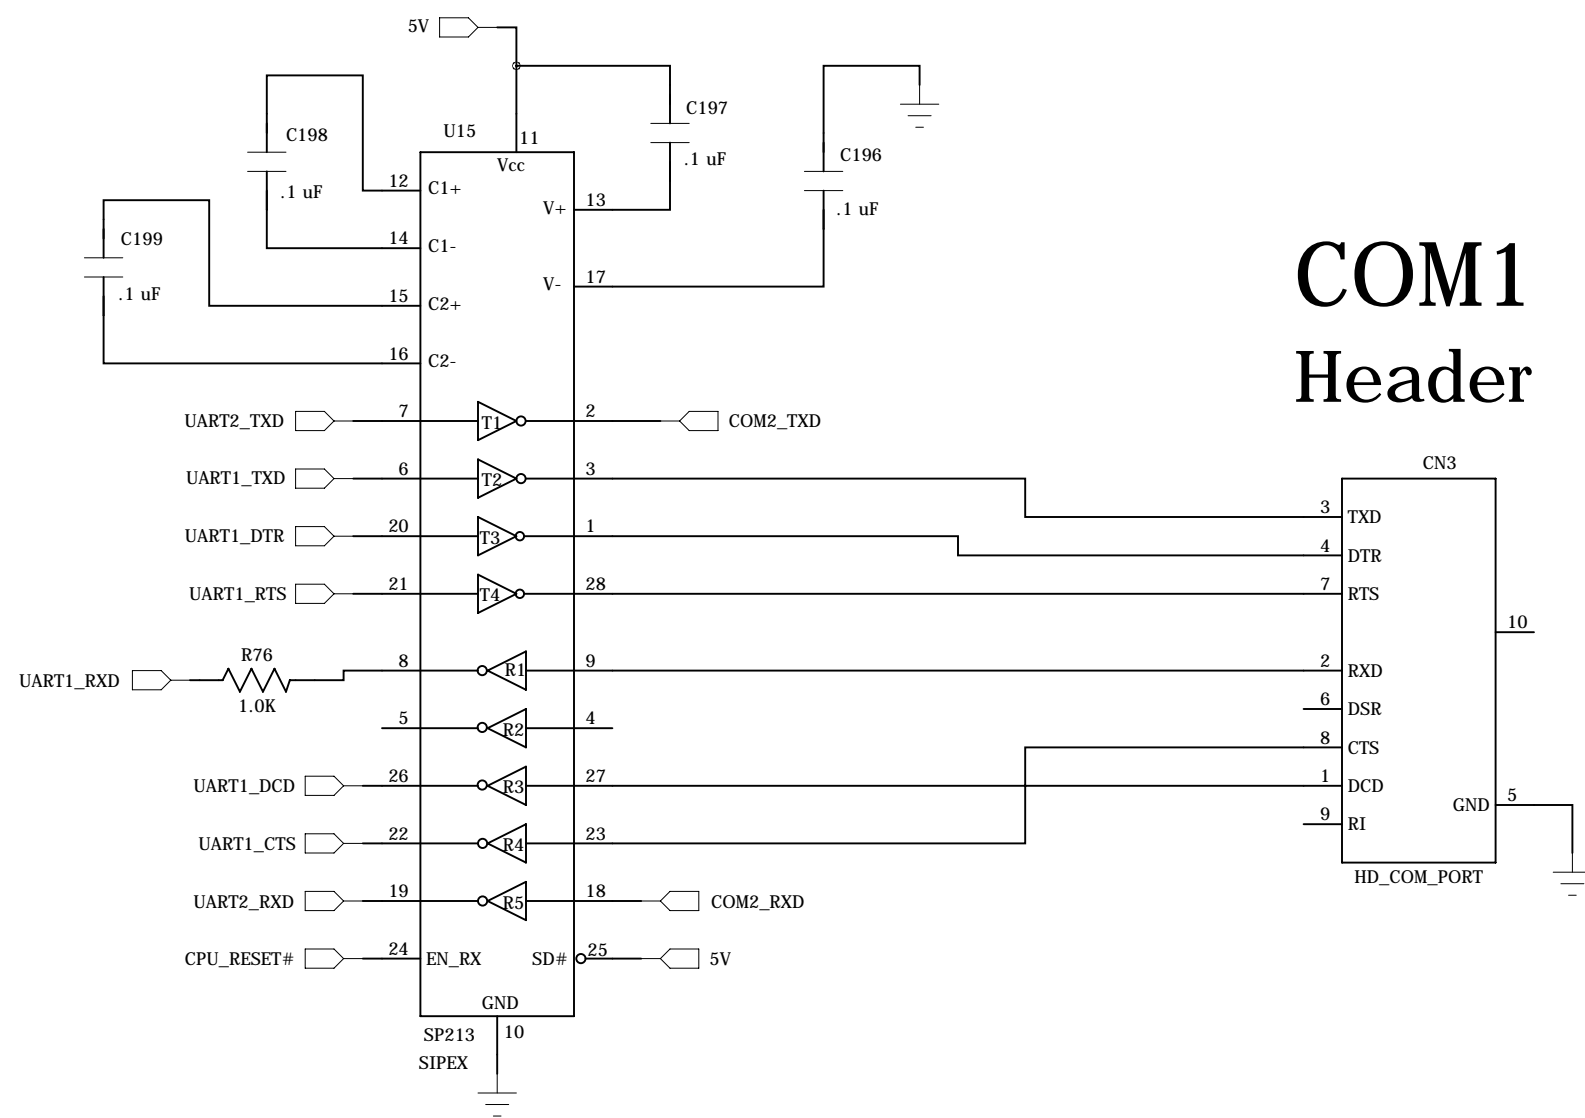 5V
C197
.1 uF
C198
.1 uF
C196
.1 uF
C199
.1 uF
U15
11
Vcc
12 C1+
V+ 13
14 C1-
V- 17
15 C2+
16 C2-
COM1
Header
UART2_TXD 7 T1 2 COM2_TXD
UART1_TXD 6 T2 3
UART1_DTR 20 T3 1
UART1_RTS 21 T4 28
R76
UART1_RXD 8 R1 9
1.0K
5 R2 4
UART1_DCD 26 R3 27
UART1_CTS 22 R4 23
UART2_RXD 19 R5 18 COM2_RXD
CPU_RESET# 24 EN_RX SD# 25 5V
GND
10
SP213
SIPEX
CN3
3 TXD
4 DTR
7 RTS
10
2 RXD
6 DSR
8 CTS
1 DCD
GND 5
9 RI
HD_COM_PORT